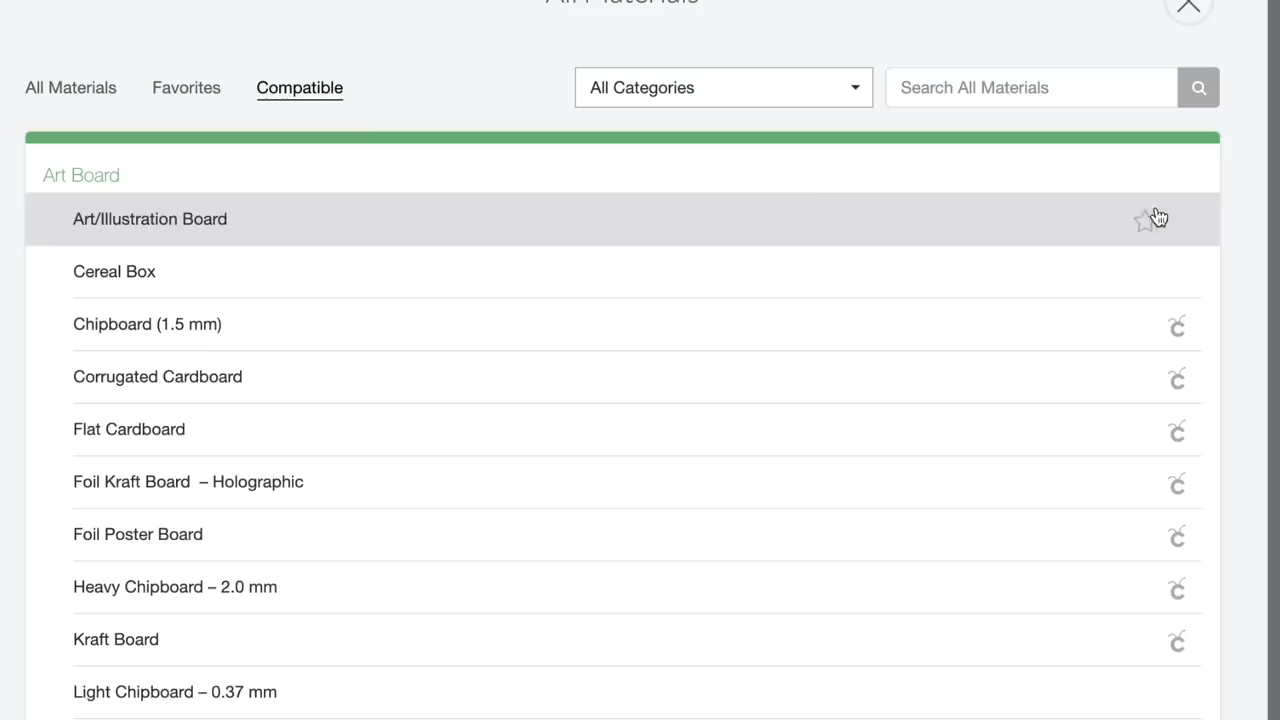 All Materials
All Materials Favorites Compatible All Categories Search All Materials
Art Board
Art/Illustration Board
Cereal Box
Chipboard (1.5 mm)
Corrugated Cardboard
Flat Cardboard
Foil Kraft Board – Holographic
Foil Poster Board
Heavy Chipboard – 2.0 mm
Kraft Board
Light Chipboard – 0.37 mm